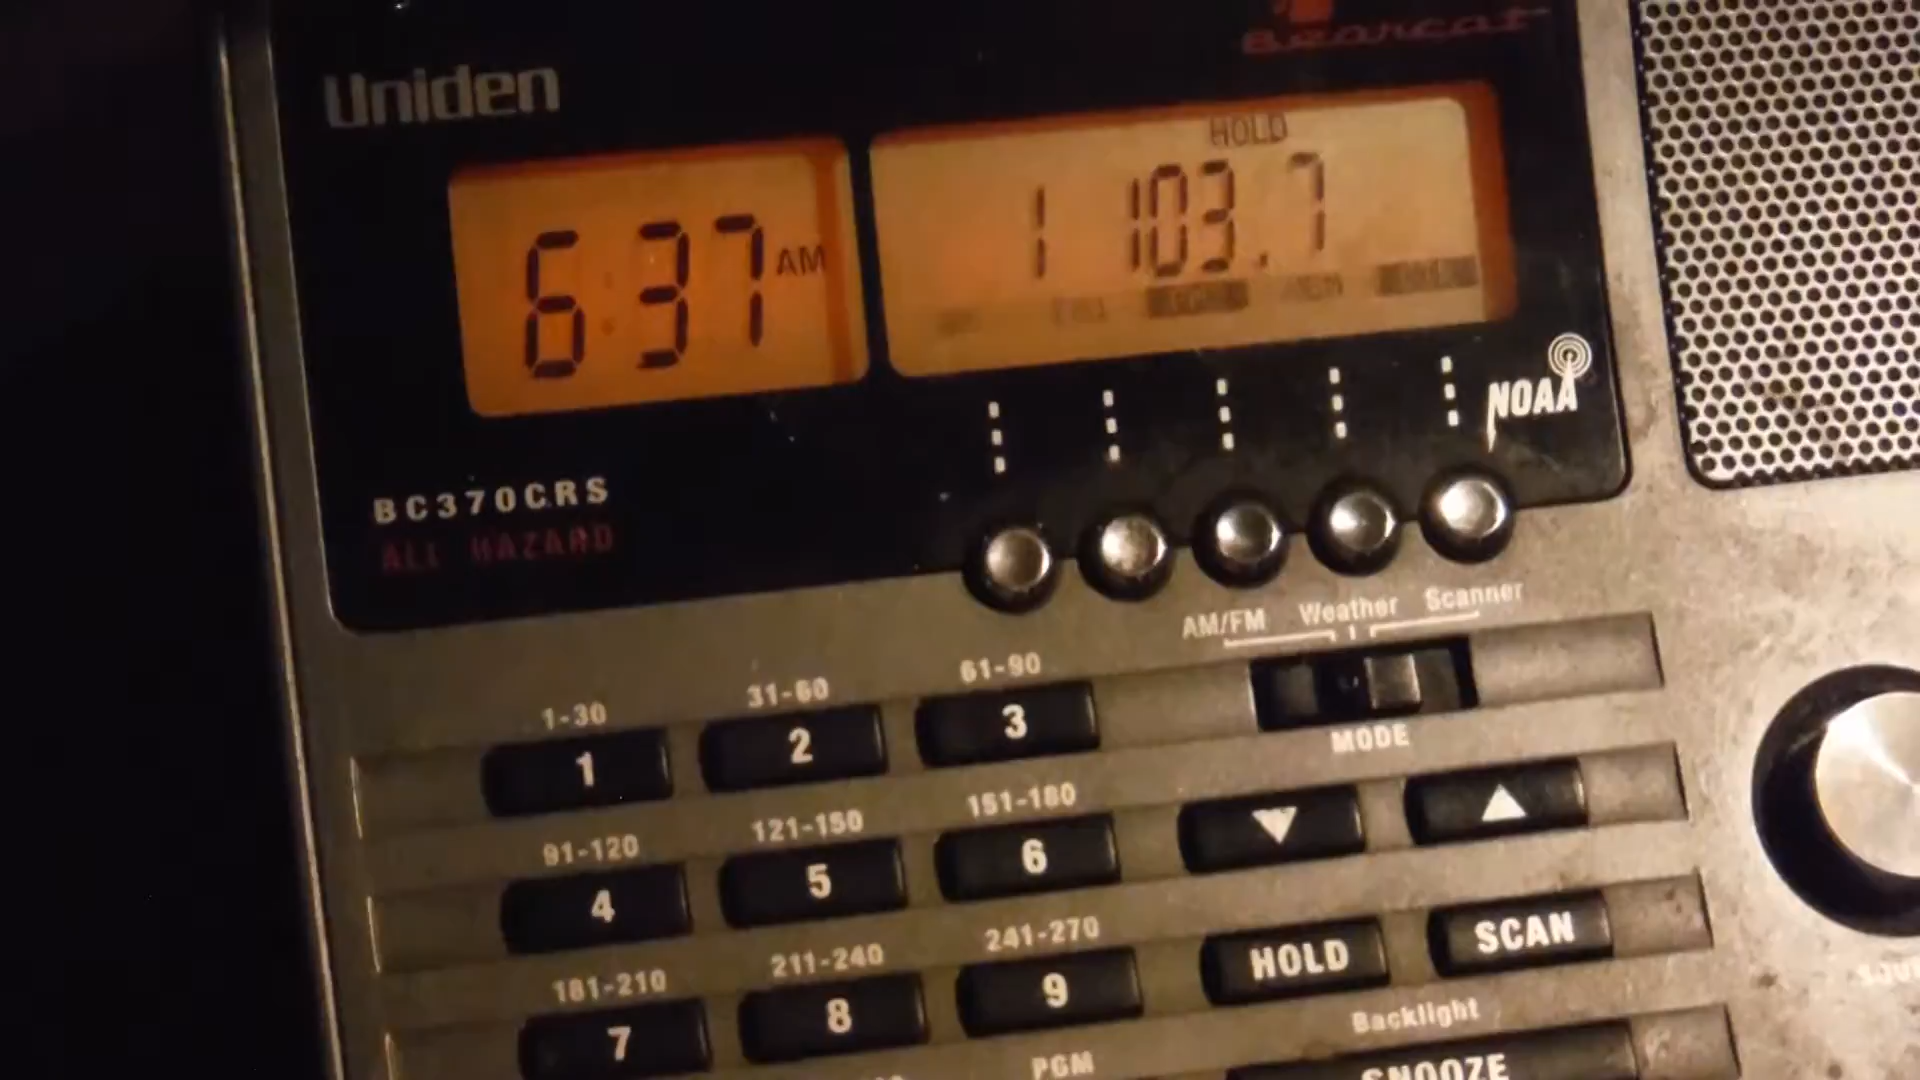 Bearcat
Uniden
HOLD
6:37 AM
1 103.7
NOAA
BC370CRS
ALL HAZARD
AM/FM Weather Scanner
MODE
1-30 31-60 61-90
1 2 3
91-120 121-150 151-180
4 5 6
181-210 211-240 241-270
7 8 9
HOLD SCAN
Backlight
PGM
SNOOZE